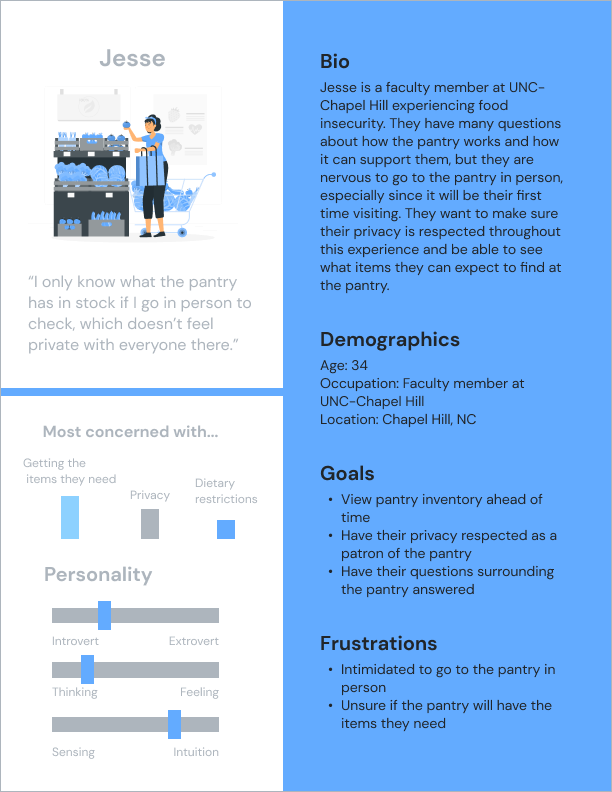 Jesse
“I only know what the pantry
has in stock if I go in person to
check, which doesn’t feel
private with everyone there.”
Most concerned with...
Getting the
items they need
Privacy
Dietary
restrictions
Personality
Introvert Extrovert
Thinking Feeling
Sensing Intuition
Bio
Jesse is a faculty member at UNC-
Chapel Hill experiencing food
insecurity. They have many questions
about how the pantry works and how
it can support them, but they are
nervous to go to the pantry in person,
especially since it will be their first
time visiting. They want to make sure
their privacy is respected throughout
this experience and be able to see
what items they can expect to find at
the pantry.
Demographics
Age: 34
Occupation: Faculty member at
UNC-Chapel Hill
Location: Chapel Hill, NC
Goals
• View pantry inventory ahead of
time
• Have their privacy respected as a
patron of the pantry
• Have their questions surrounding
the pantry answered
Frustrations
• Intimidated to go to the pantry in
person
• Unsure if the pantry will have the
items they need